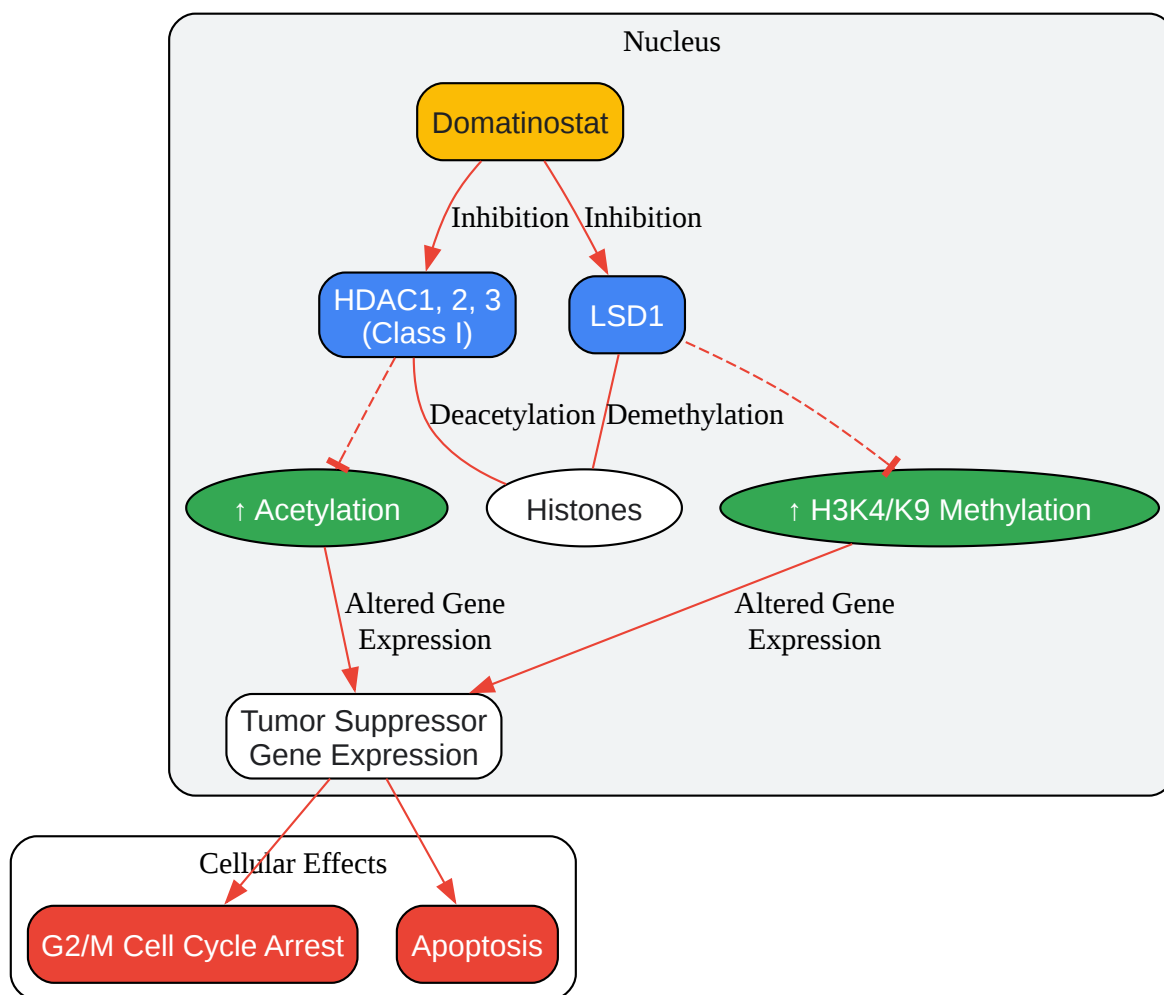 Nucleus
Domatinostat
Inhibition
Inhibition
HDAC1, 2, 3
(Class I)
LSD1
Deacetylation
Demethylation
↑ Acetylation
Histones
↑ H3K4/K9 Methylation
Altered Gene
Expression
Altered Gene
Expression
Tumor Suppressor
Gene Expression
Cellular Effects
G2/M Cell Cycle Arrest
Apoptosis